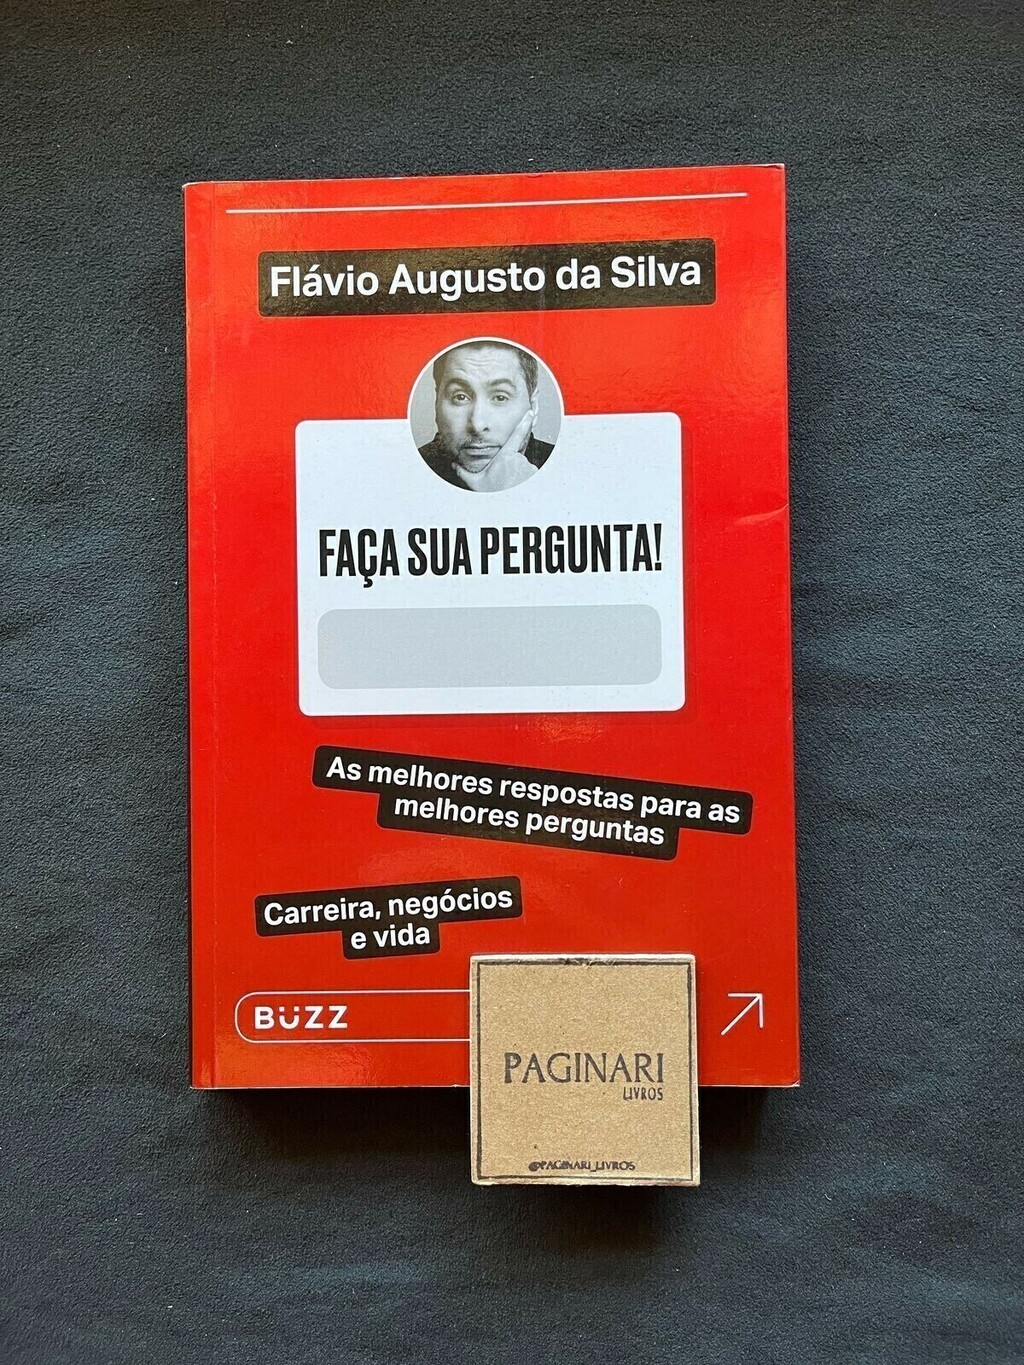 Flávio Augusto da Silva
FAÇA SUA PERGUNTA!
As melhores respostas para as
melhores perguntas
Carreira, negócios
e vida
BÜZZ
PAGINARI
LIVROS
@PAGINARI_LIVROS